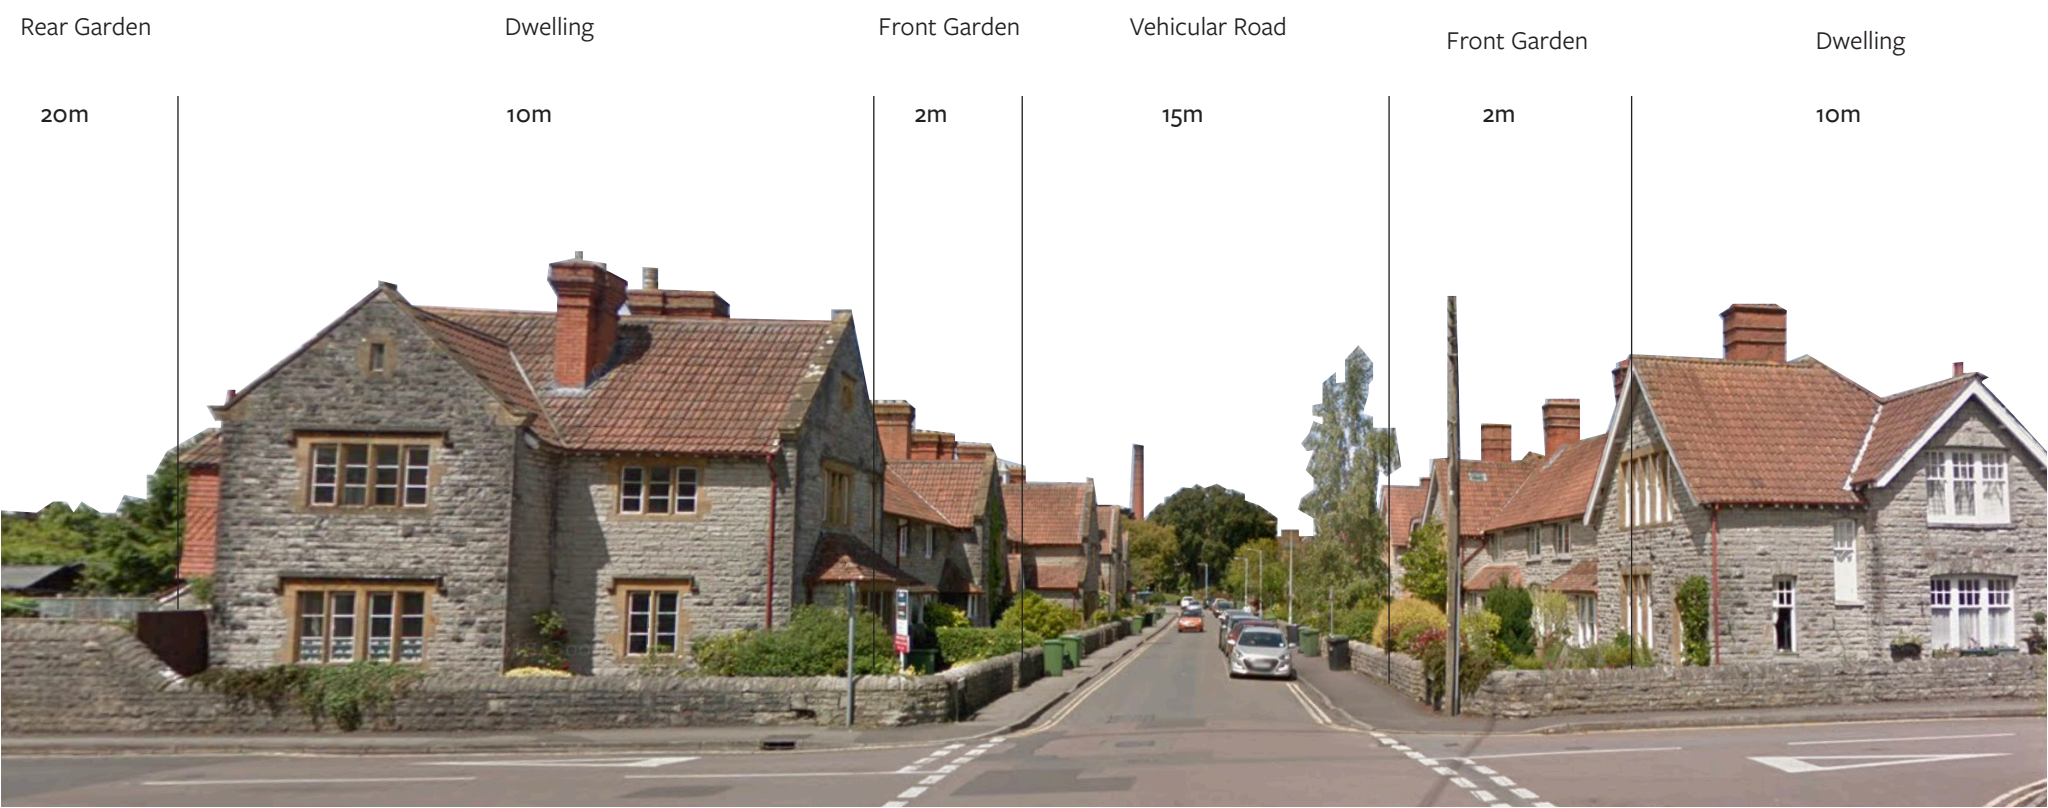 Rear Garden
Dwelling
Front Garden
Vehicular Road
Front Garden
Dwelling
20m
10m
2m
15m
2m
10m